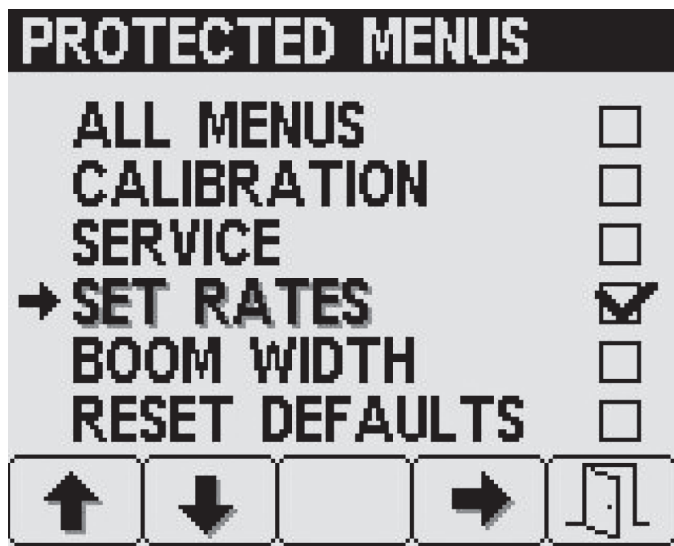 PROTECTED MENUS
ALL MENUS
CALIBRATION
SERVICE
SET RATES
BOOM WIDTH
RESET DEFAULTS